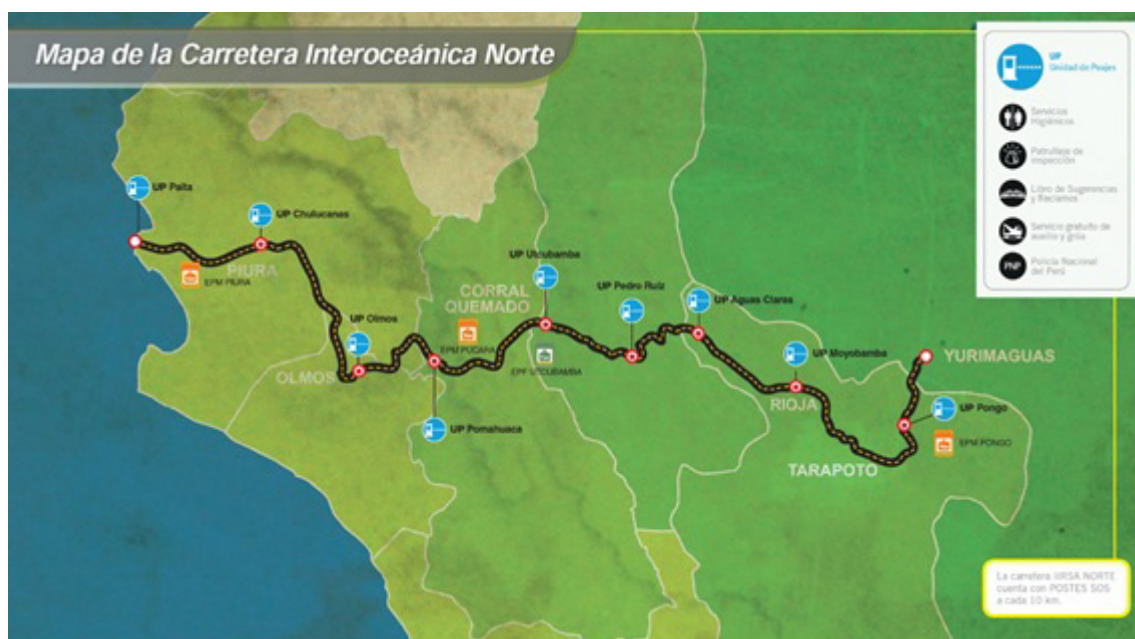 Mapa de la Carretera Interoceánica Norte
UP
Unidad de Peajes
Servicios
Higiénicos
Patrullaje de
inspección
Libro de Sugerencias
y Reclamos
Servicio gratuito de
auxilio y grúa
PNP
Policía Nacional
del Perú
UP Paita
UP Chulucanas
PIURA
EPM PIURA
UP Utcubamba
CORRAL
QUEMADO
UP Pedro Ruiz
UP Aguas Claras
UP Olmos
EPM PUCARA
EPF UTCUBAMBA
UP Moyobamba
YURIMAGUAS
OLMOS
RIOJA
UP Pomahuaca
UP Pongo
EPM PONGO
TARAPOTO
La carretera IIRSA NORTE
cuenta con POSTES SOS
a cada 10 km.